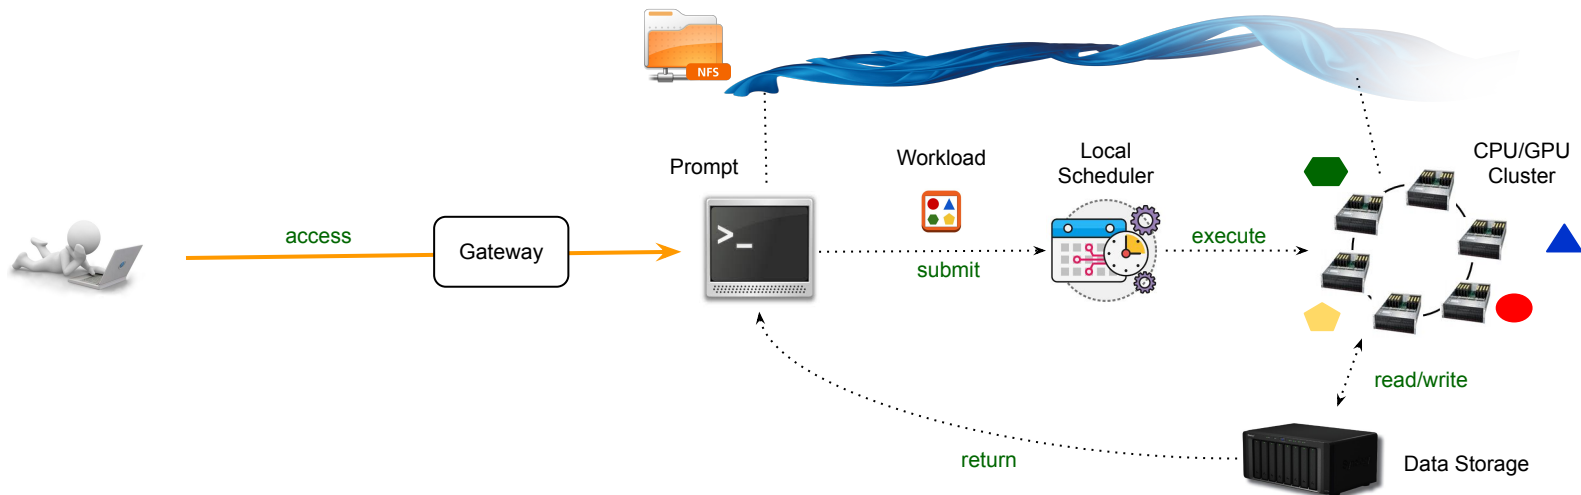 NFS
Prompt
Workload
Local
Scheduler
CPU/GPU
Cluster
access
Gateway
>_
submit
execute
read/write
return
Data Storage